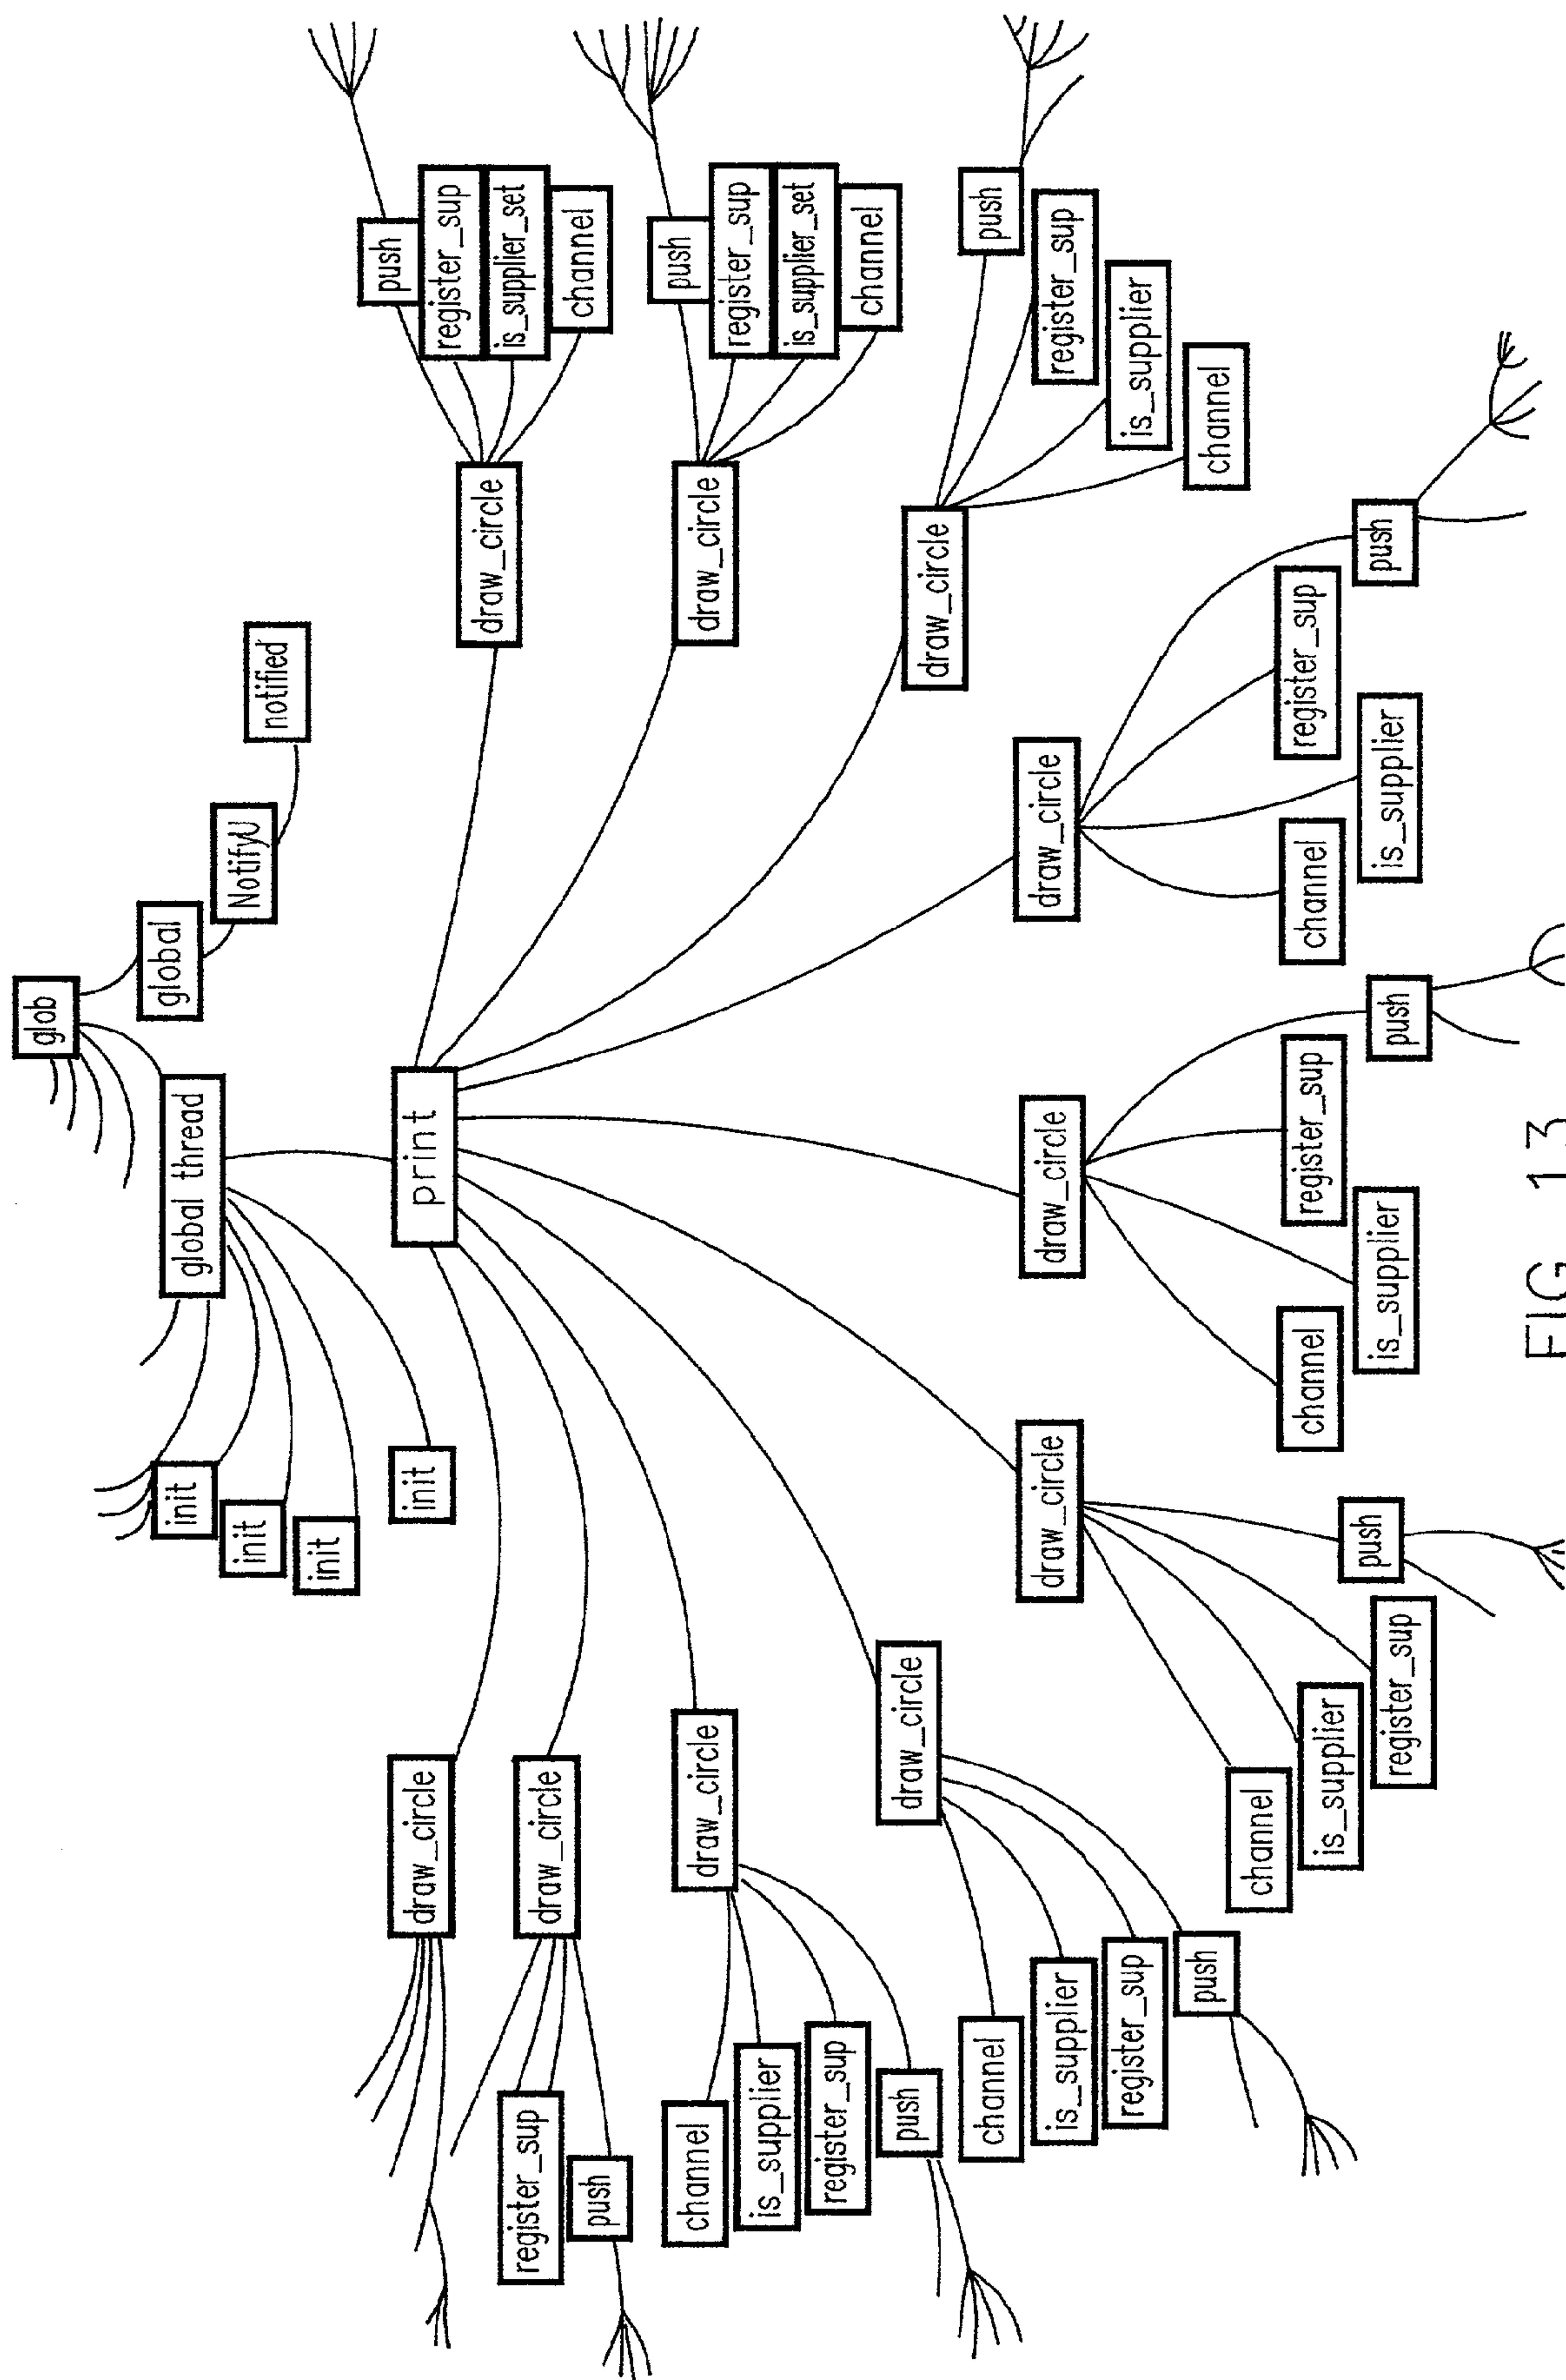 glob
global
global thread
init
NotifyU
init
notified
init
push
draw_circle
init
print
register_sup
draw_circle
is_supplier_set
register_sup
draw_circle
channel
push
push
channel
draw_circle
draw_circle
register_sup
is_supplier
is_supplier_set
register_sup
channel
push
draw_circle
draw_circle
push
channel
draw_circle
draw_circle
draw_circle
is_supplier
register_sup
register_sup
is_supplier
push
channel
channel
channel
channel
register_sup
register_sup
is_supplier
push
push
is_supplier
is_supplier
push
register_sup
FIG 13